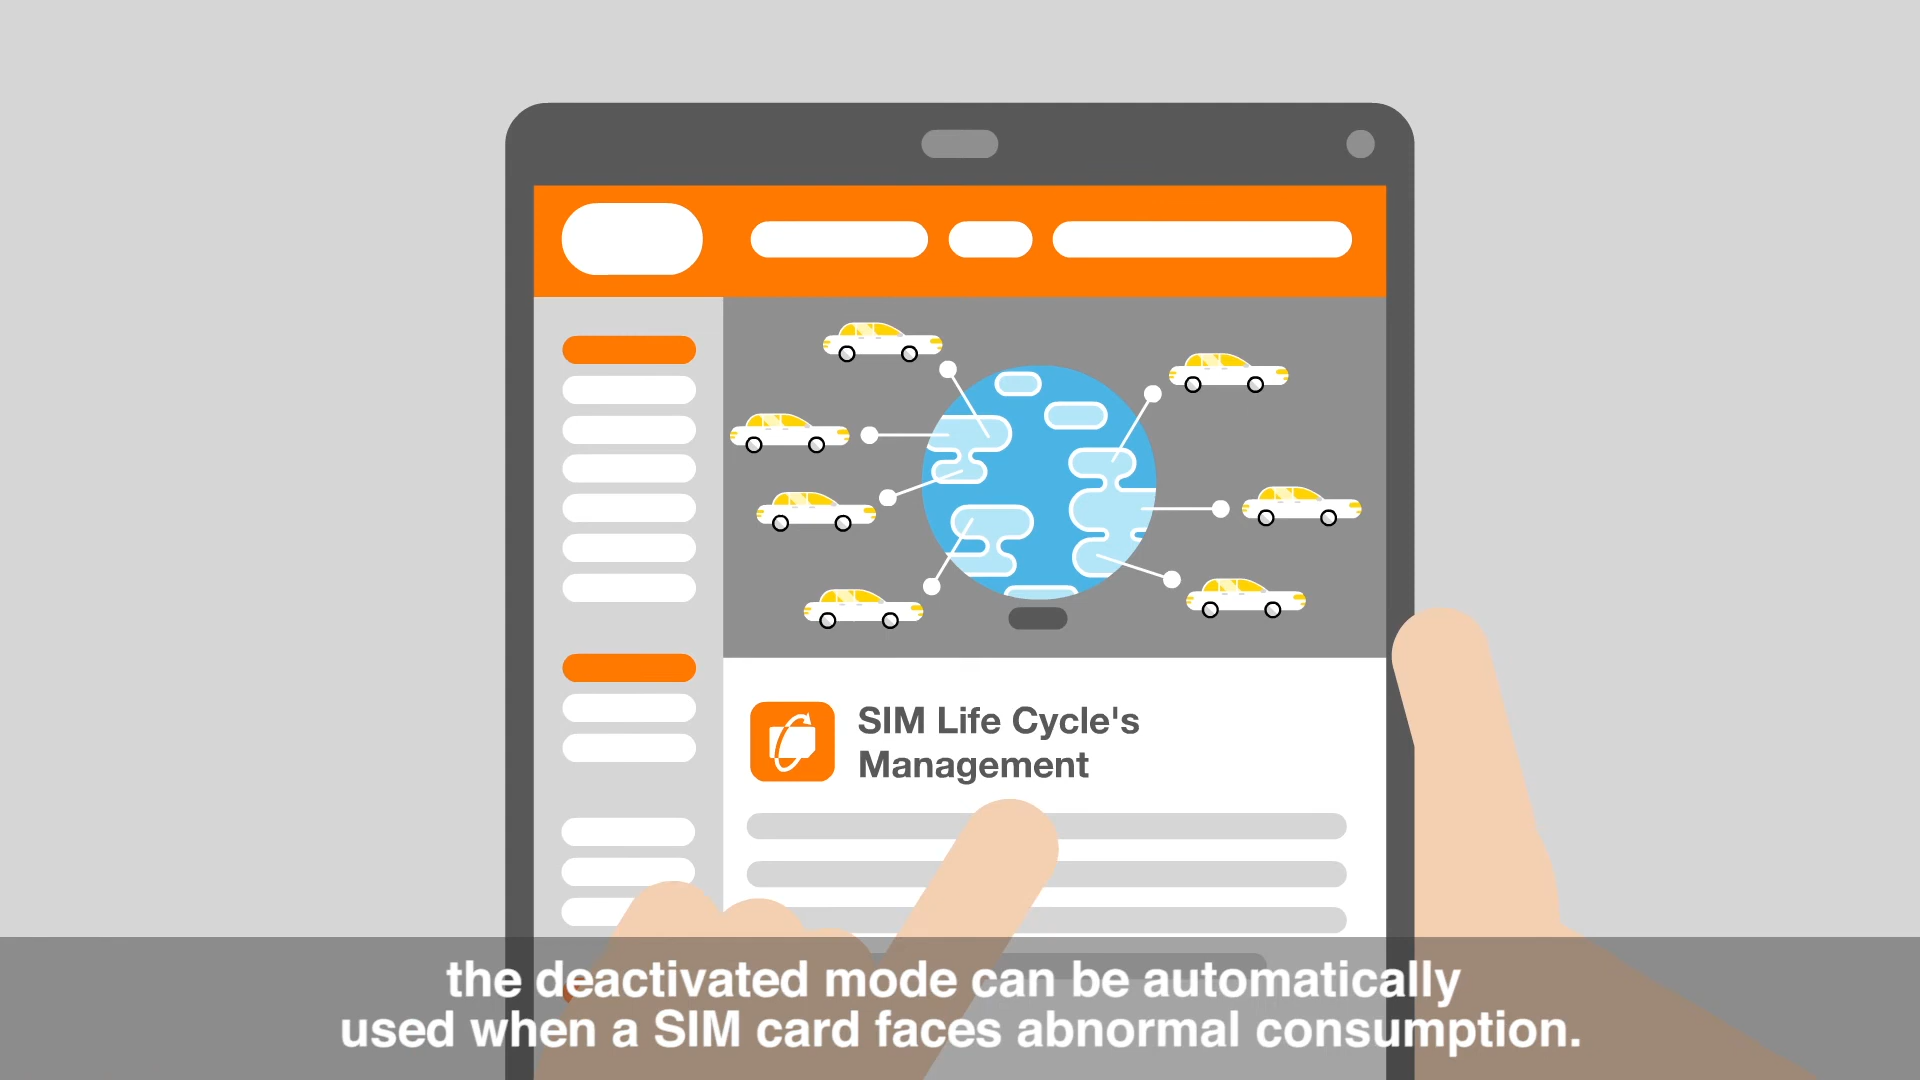 SIM Life Cycle's
Management
the deactivated mode can be automatically
used when a SIM card faces abnormal consumption.